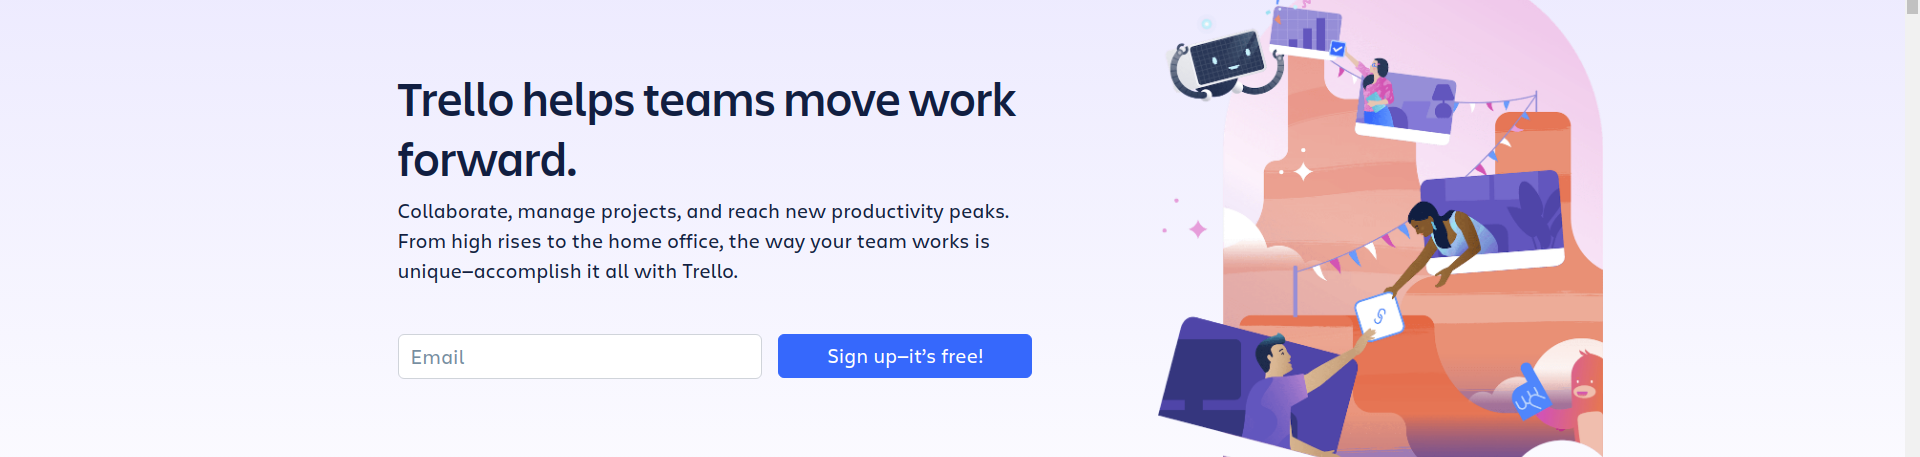 Trello helps teams move work
forward.
Collaborate, manage projects, and reach new productivity peaks.
From high rises to the home office, the way your team works is
unique–accomplish it all with Trello.
Email
Sign up–it’s free!